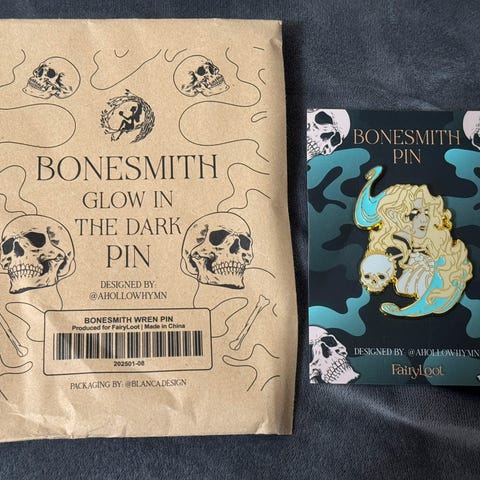 BONESMITH
GLOW IN
THE DARK
PIN
DESIGNED BY:
@AHOLLOWHYMN
BONESMITH WREN PIN
Produced for FairyLoot | Made in China
202501-08
PACKAGING BY: @BLANCA.DESIGN
BONESMITH
PIN
DESIGNED BY: @AHOLLOWHYMN
FairyLoot